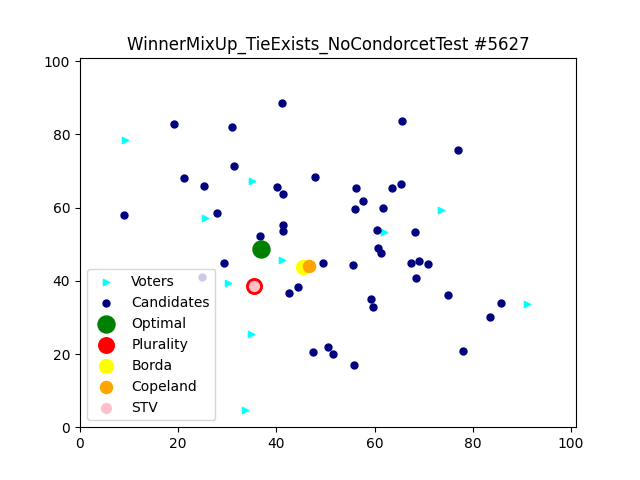 WinnerMixUp_TieExists_NoCondorcetTest #5627
100
80
60
40
20
0
Voters
Candidates
Optimal
Plurality
Borda
Copeland
STV
0 20 40 60 80 100